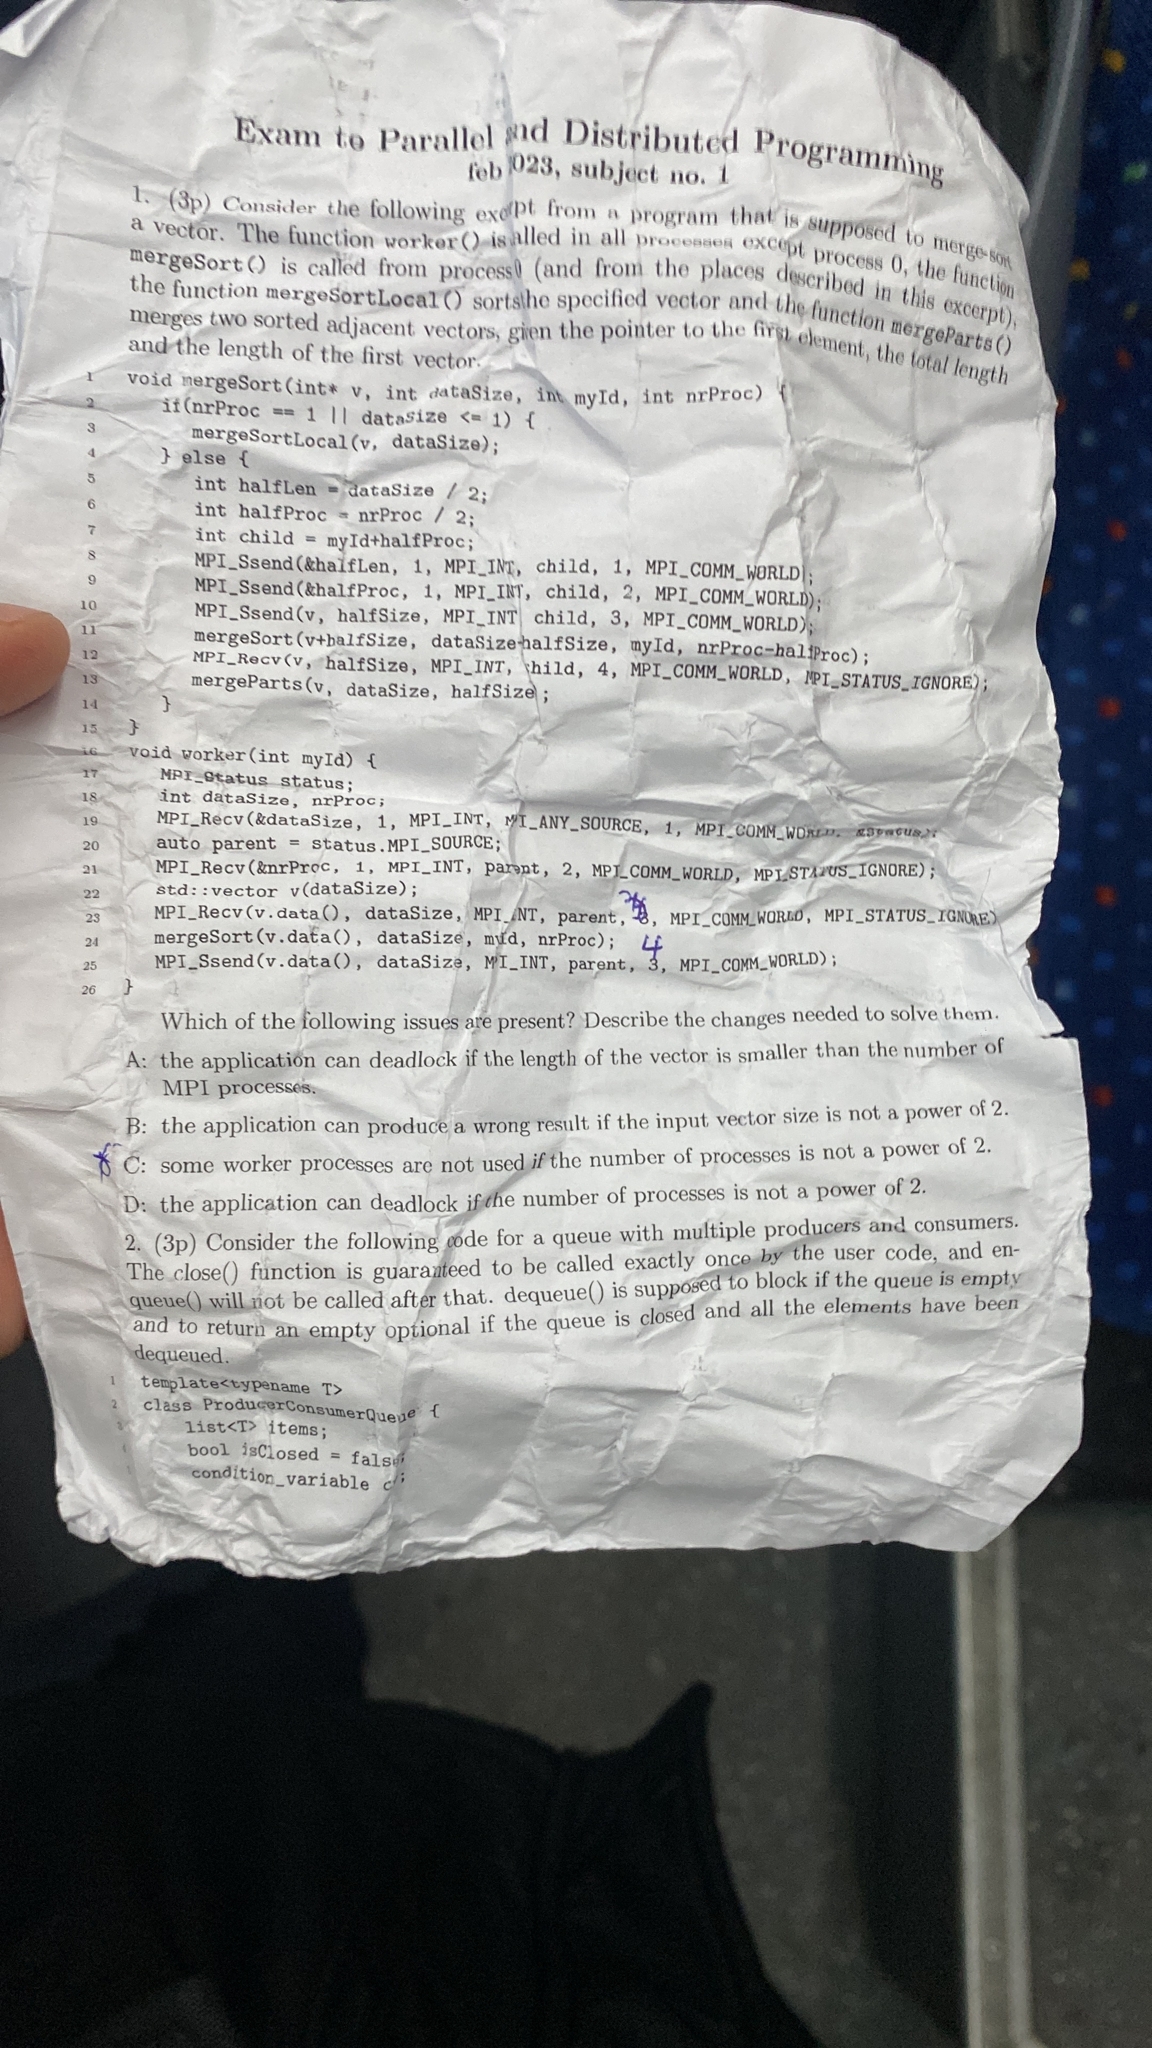 Exam to Parallel and Distributed Programming
feb 023, subject no. 1
1. (3p) Consider the following excpt from a program that is supposed to merge-sort
a vector. The function worker() is alled in all processes except process 0, the function
mergeSort() is called from process 0 (and from the places described in this excerpt),
the function mergeSortLocal() sorts he specified vector and the function mergeParts()
merges two sorted adjacent vectors, given the pointer to the first element, the total length
and the length of the first vector.
1 void mergeSort(int* v, int dataSize, int myId, int nrProc) {
2 if(nrProc == 1 || dataSize <= 1) {
3 mergeSortLocal(v, dataSize);
4 } else {
5 int halfLen = dataSize / 2;
6 int halfProc = nrProc / 2;
7 int child = myId+halfProc;
8 MPI_Ssend(&halfLen, 1, MPI_INT, child, 1, MPI_COMM_WORLD);
9 MPI_Ssend(&halfProc, 1, MPI_INT, child, 2, MPI_COMM_WORLD);
10 MPI_Ssend(v, halfSize, MPI_INT child, 3, MPI_COMM_WORLD);
11 mergeSort(v+halfSize, dataSize-halfSize, myId, nrProc-halfProc);
12 MPI_Recv(v, halfSize, MPI_INT, hild, 4, MPI_COMM_WORLD, MPI_STATUS_IGNORE);
13 mergeParts(v, dataSize, halfSize);
14 }
15 }
16 void worker(int myId) {
17 MPI_Status status;
18 int dataSize, nrProc;
19 MPI_Recv(&dataSize, 1, MPI_INT, MPI_ANY_SOURCE, 1, MPI_COMM_WORLD, &status);
20 auto parent = status.MPI_SOURCE;
21 MPI_Recv(&nrProc, 1, MPI_INT, parent, 2, MPI_COMM_WORLD, MPI_STATUS_IGNORE);
22 std::vector v(dataSize);
23 MPI_Recv(v.data(), dataSize, MPI_INT, parent, 3, MPI_COMM_WORLD, MPI_STATUS_IGNORE)
24 mergeSort(v.data(), dataSize, myId, nrProc);
4
25 MPI_Ssend(v.data(), dataSize, MPI_INT, parent, 3, MPI_COMM_WORLD);
26 }
Which of the following issues are present? Describe the changes needed to solve them.
A: the application can deadlock if the length of the vector is smaller than the number of
MPI processes.
B: the application can produce a wrong result if the input vector size is not a power of 2.
C: some worker processes are not used if the number of processes is not a power of 2.
D: the application can deadlock if the number of processes is not a power of 2.
2. (3p) Consider the following code for a queue with multiple producers and consumers.
The close() function is guaranteed to be called exactly once by the user code, and en-
queue() will not be called after that. dequeue() is supposed to block if the queue is empty
and to return an empty optional if the queue is closed and all the elements have been
dequeued.
1 template<typename T>
2 class ProducerConsumerQueue {
3 list<T> items;
bool isClosed = false;
condition_variable c